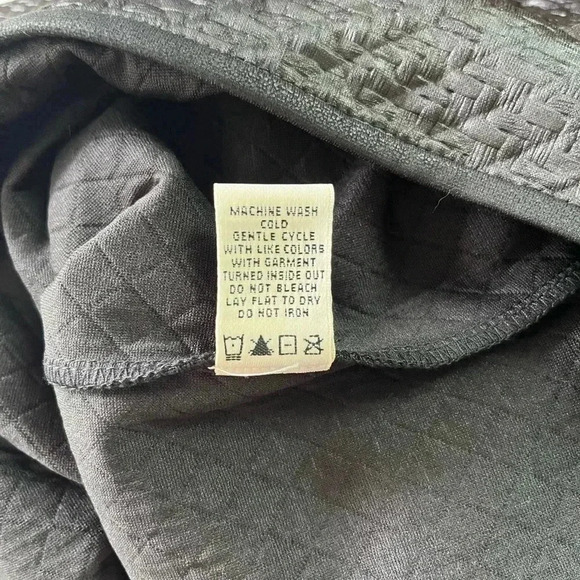 MACHINE WASH
COLD
GENTLE CYCLE
WITH LIKE COLORS
WITH GARMENT
TURNED INSIDE OUT
DO NOT BLEACH
LAY FLAT TO DRY
DO NOT IRON